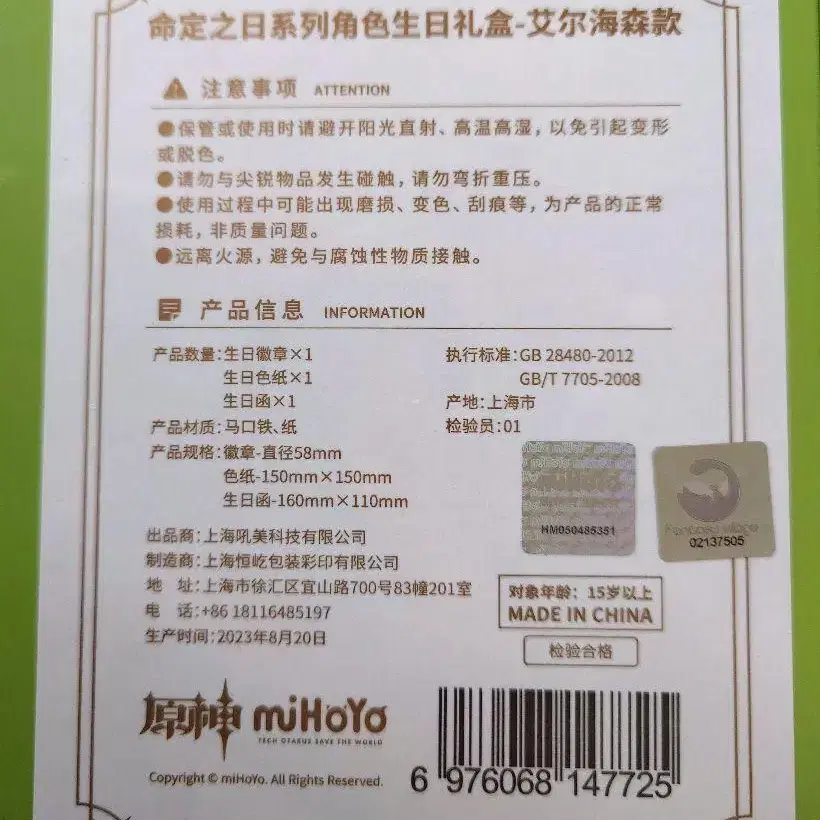 命定之日系列角色生日礼盒-艾尔海森款
注意事项 ATTENTION
●保管或使用时请避开阳光直射、高温高湿，以免引起变形
或脱色。
●请勿与尖锐物品发生碰触，请勿弯折重压。
●使用过程中可能出现磨损、变色、刮痕等，为产品的正常
损耗，非质量问题。
●远离火源，避免与腐蚀性物质接触。
产品信息 INFORMATION
产品数量：生日徽章×1
生日色纸×1
生日函×1
产品材质：马口铁、纸
产品规格：徽章-直径58mm
色纸-150mm×150mm
生日函-160mm×110mm
执行标准：GB 28480-2012
GB/T 7705-2008
产地：上海市
检验员：01
miHoYo
HM050485351
02137505
出品商：上海吼美科技有限公司
制造商：上海恒屹包装彩印有限公司
地 址：上海市徐汇区宜山路700号83幢201室
电 话：+86 18116485197
生产时间：2023年8月20日
对象年龄：15岁以上
MADE IN CHINA
检验合格
原神 miHoYo
TECH OTAKUS SAVE THE WORLD
Copyright © miHoYo. All Rights Reserved.
6 976068 147725